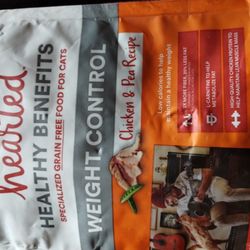 hearted
HEALTHY BENEFITS
SPECIALIZED GRAIN FREE FOOD FOR CATS
WEIGHT CONTROL
Chicken & Pea Recipe
Low calories to help
maintain a healthy weight
L-CARNITINE TO HELP
METABOLIZE FAT
HIGH-QUALITY CHICKEN PROTEIN TO
MAINTAIN LEAN MUSCLE MASS